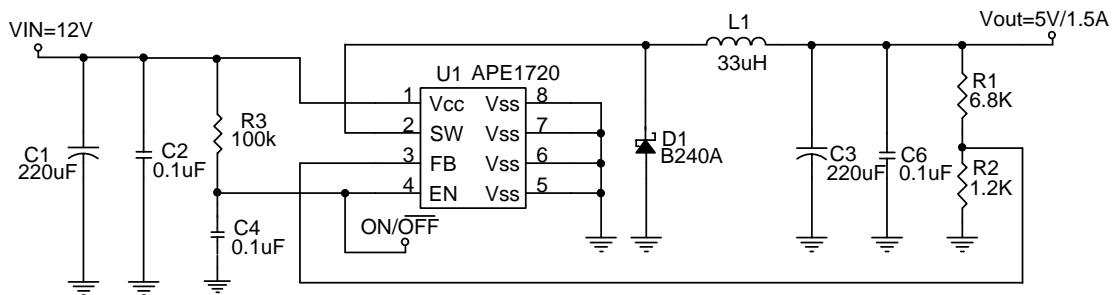 VIN=12V
L1
Vout=5V/1.5A
33uH
U1 APE1720
R1
6.8K
1 Vcc Vss 8
R3
100k
2 SW Vss 7
D1
B240A
C1
220uF
C2
0.1uF
3 FB Vss 6
C3
220uF
C6
0.1uF
R2
1.2K
4 EN Vss 5
C4
0.1uF
ON/OFF